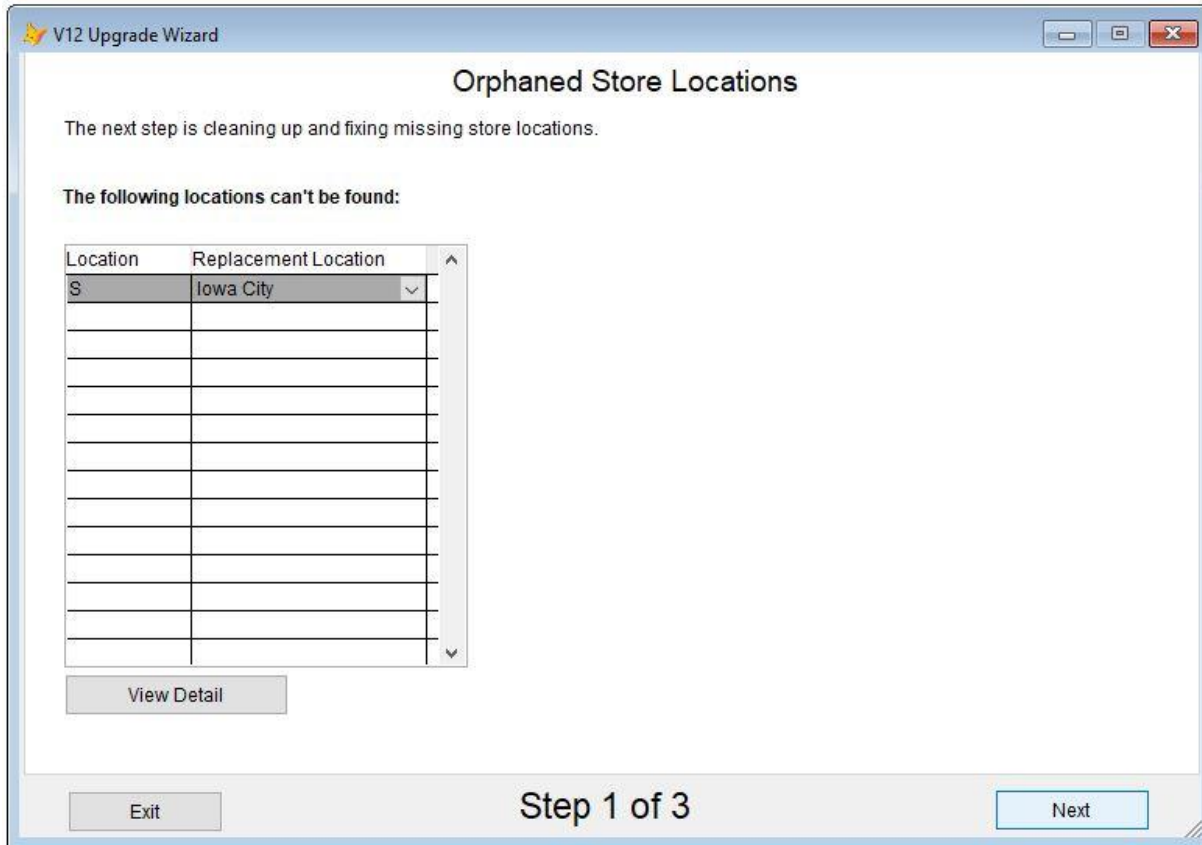 V12 Upgrade Wizard
Orphaned Store Locations
The next step is cleaning up and fixing missing store locations.
The following locations can't be found:
Location Replacement Location
S Iowa City
View Detail
Exit Step 1 of 3 Next